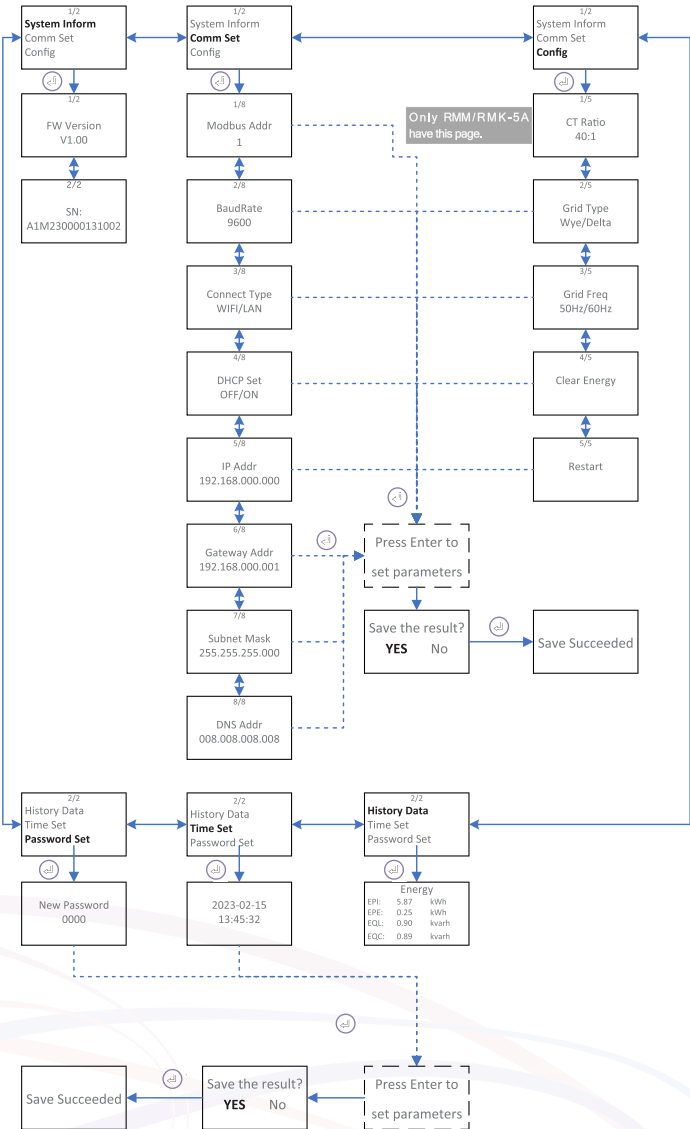 1/2
System Inform
Comm Set
Config
1/2
System Inform
Comm Set
Config
1/2
System Inform
Comm Set
Config
1/2
FW Version
V1.00
2/2
SN:
A1M230000131002
1/8
Modbus Addr
1
2/8
BaudRate
9600
3/8
Connect Type
WIFI/LAN
4/8
DHCP Set
OFF/ON
5/8
IP Addr
192.168.000.000
6/8
Gateway Addr
192.168.000.001
7/8
Subnet Mask
255.255.255.000
8/8
DNS Addr
008.008.008.008
Only RMM/RMK-5A
have this page.
1/5
CT Ratio
40:1
2/5
Grid Type
Wye/Delta
3/5
Grid Freq
50Hz/60Hz
4/5
Clear Energy
5/5
Restart
Press Enter to
set parameters
Save the result?
YES No
Save Succeeded
2/2
History Data
Time Set
Password Set
2/2
History Data
Time Set
Password Set
2/2
History Data
Time Set
Password Set
New Password
0000
2023-02-15
13:45:32
Energy
EPI: 5.87 kWh
EPE: 0.25 kWh
EQL: 0.90 kvarh
EQC: 0.89 kvarh
Save Succeeded
Save the result?
YES No
Press Enter to
set parameters